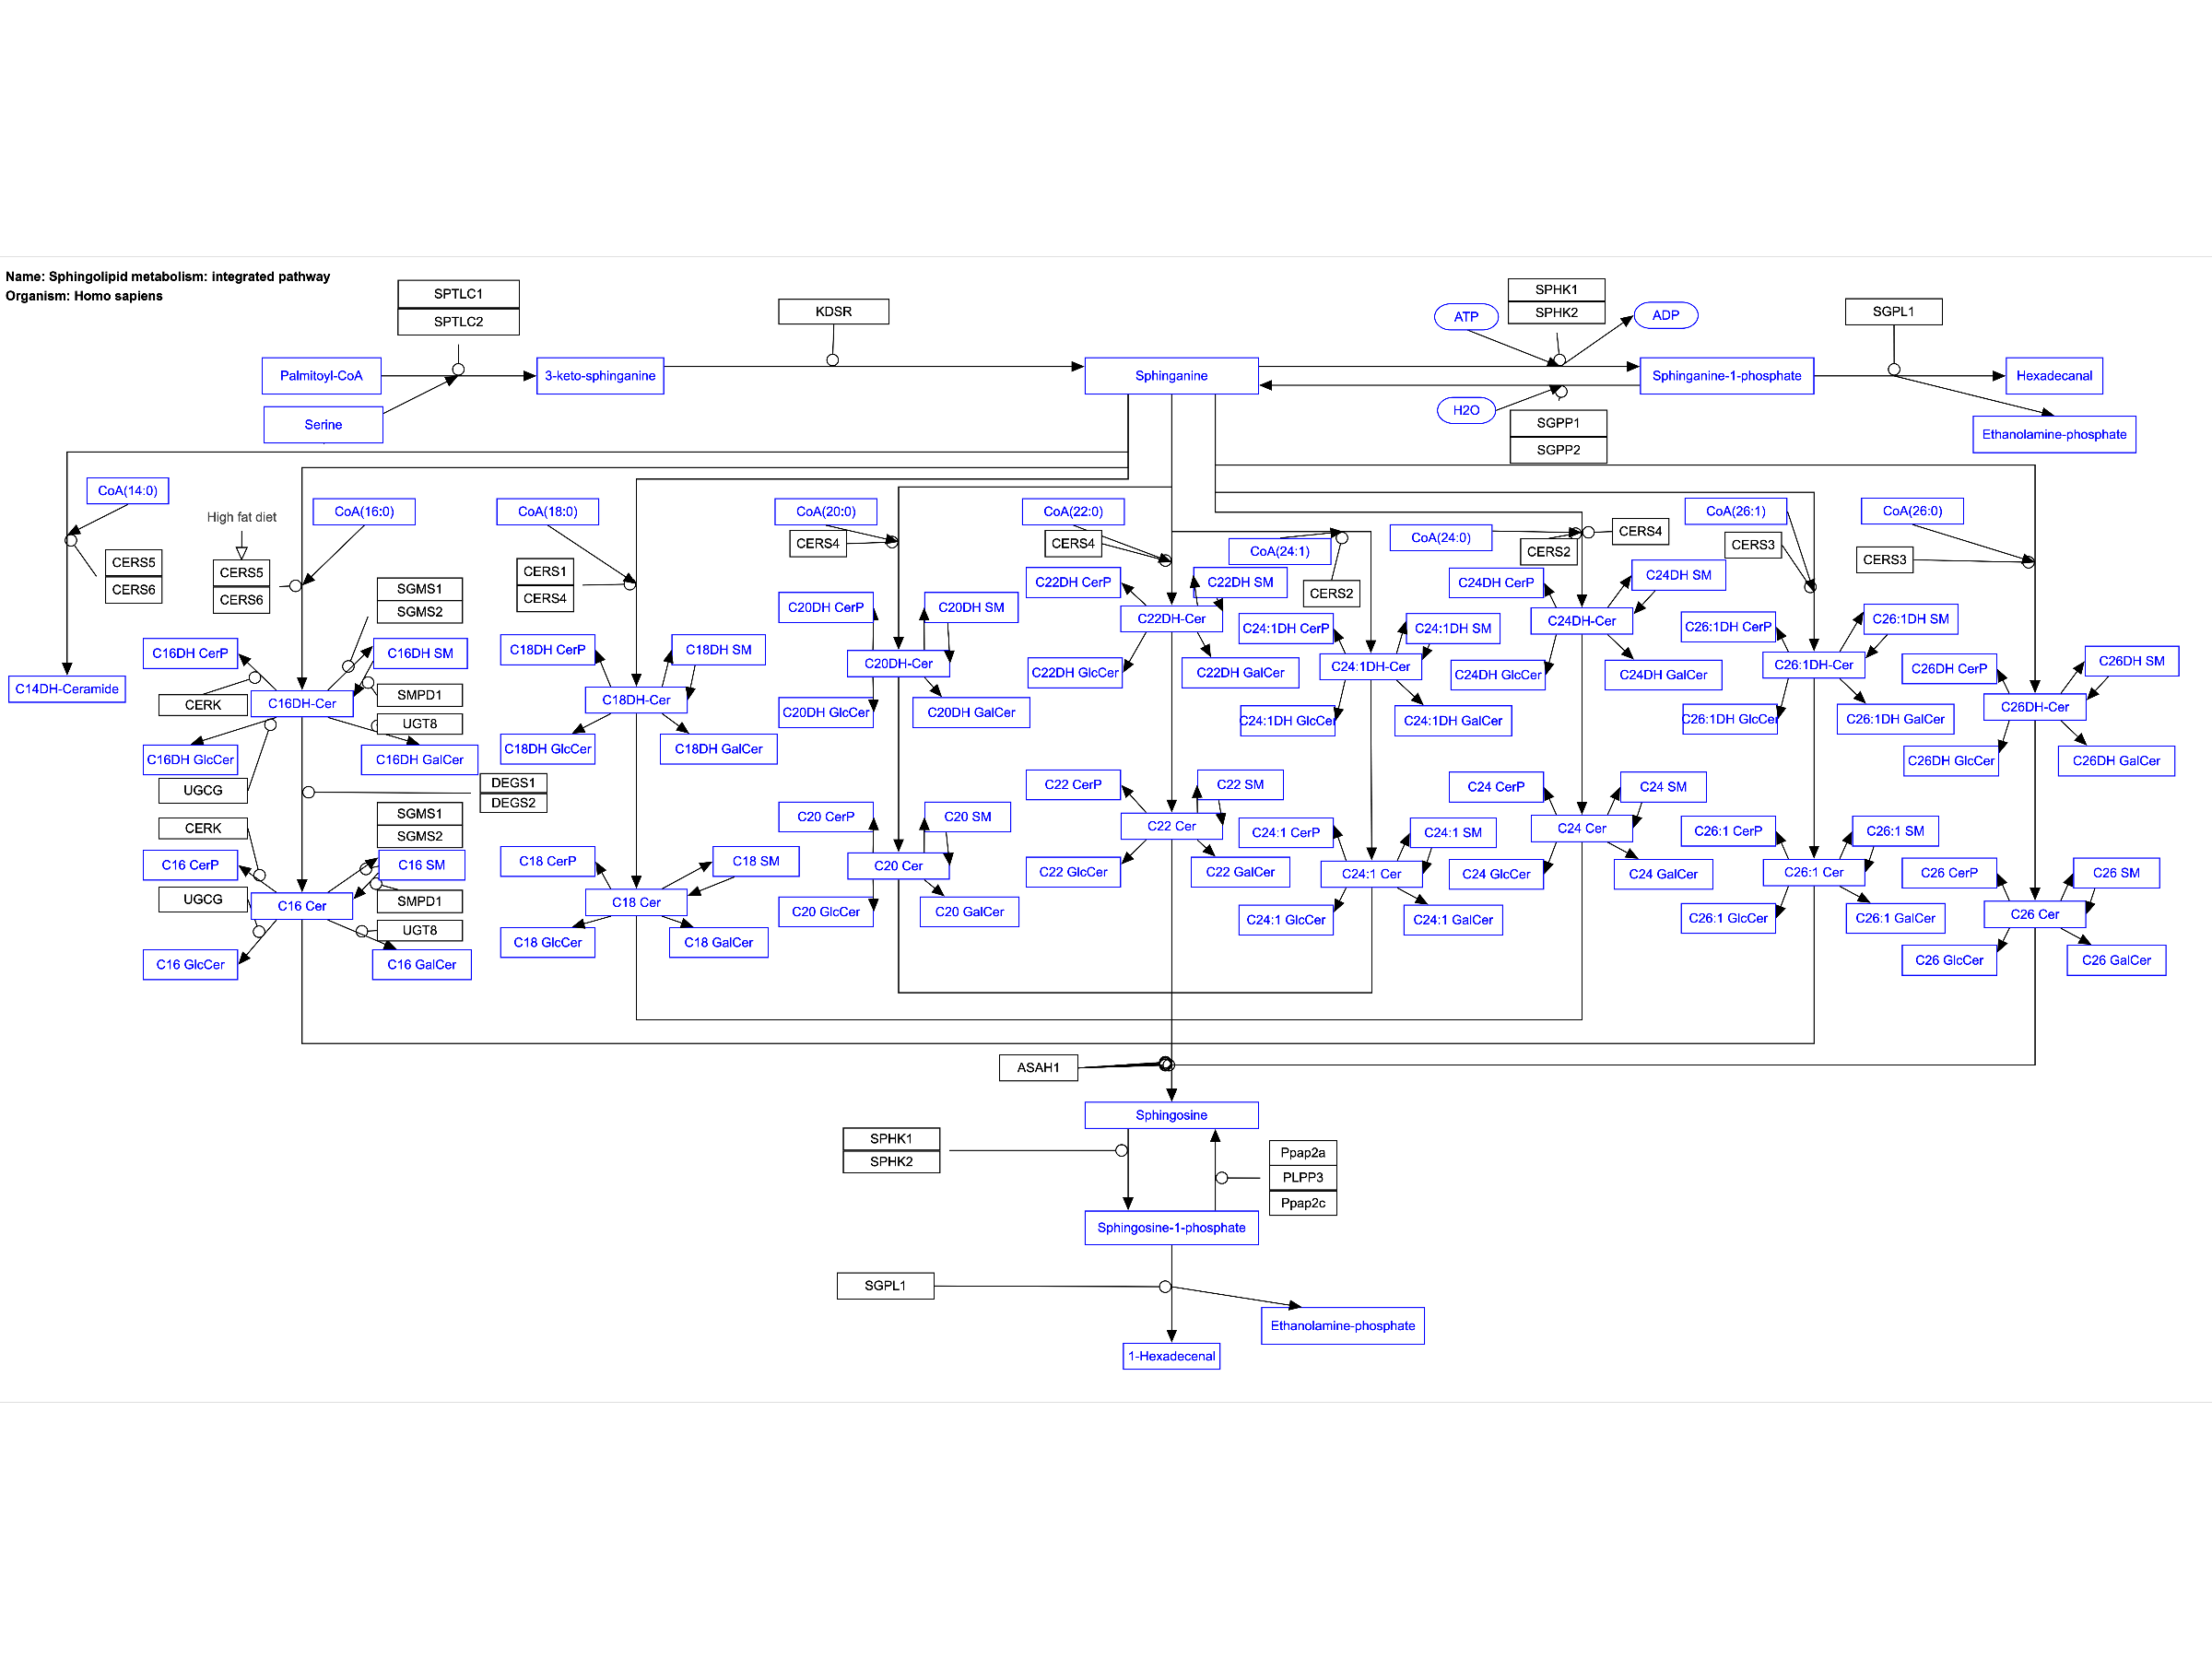 Name: Sphingolipid metabolism: integrated pathway
Organism: Homo sapiens
SPTLC1
SPTLC2
KDSR
SPHK1
SPHK2
ATP
ADP
SGPL1
Palmitoyl-CoA
3-keto-sphinganine
Sphinganine
Sphinganine-1-phosphate
Hexadecanal
Serine
H2O
SGPP1
SGPP2
Ethanolamine-phosphate
CoA(14:0)
High fat diet
CoA(16:0)
CoA(18:0)
CoA(20:0)
CoA(22:0)
CoA(24:1)
CoA(24:0)
CoA(26:1)
CoA(26:0)
CERS5
CERS6
CERS5
CERS6
CERS1
CERS4
CERS4
CERS4
CERS2
CERS2
CERS4
CERS3
CERS3
C14DH-Ceramide
SGMS1
SGMS2
C16DH CerP
C16DH SM
CERK
C16DH-Cer
SMPD1
UGT8
C16DH GlcCer
C16DH GalCer
UGCG
DEGS1
DEGS2
C18DH CerP
C18DH SM
C18DH-Cer
C18DH GlcCer
C18DH GalCer
C20DH CerP
C20DH SM
C20DH-Cer
C20DH GlcCer
C20DH GalCer
C22DH CerP
C22DH SM
C22DH-Cer
C22DH GlcCer
C22DH GalCer
C24:1DH CerP
C24:1DH SM
C24:1DH-Cer
C24:1DH GlcCer
C24:1DH GalCer
C24DH CerP
C24DH SM
C24DH-Cer
C24DH GlcCer
C24DH GalCer
C26:1DH CerP
C26:1DH SM
C26:1DH-Cer
C26:1DH GlcCer
C26:1DH GalCer
C26DH CerP
C26DH SM
C26DH-Cer
C26DH GlcCer
C26DH GalCer
SGMS1
SGMS2
CERK
C16 CerP
C16 SM
UGCG
C16 Cer
SMPD1
UGT8
C16 GlcCer
C16 GalCer
C18 CerP
C18 SM
C18 Cer
C18 GlcCer
C18 GalCer
C20 CerP
C20 SM
C20 Cer
C20 GlcCer
C20 GalCer
C22 CerP
C22 SM
C22 Cer
C22 GlcCer
C22 GalCer
C24:1 CerP
C24:1 SM
C24:1 Cer
C24:1 GlcCer
C24:1 GalCer
C24 CerP
C24 SM
C24 Cer
C24 GlcCer
C24 GalCer
C26:1 CerP
C26:1 SM
C26:1 Cer
C26:1 GlcCer
C26:1 GalCer
C26 CerP
C26 SM
C26 Cer
C26 GlcCer
C26 GalCer
ASAH1
Sphingosine
SPHK1
SPHK2
Ppap2a
PLPP3
Ppap2c
Sphingosine-1-phosphate
SGPL1
Ethanolamine-phosphate
1-Hexadecenal